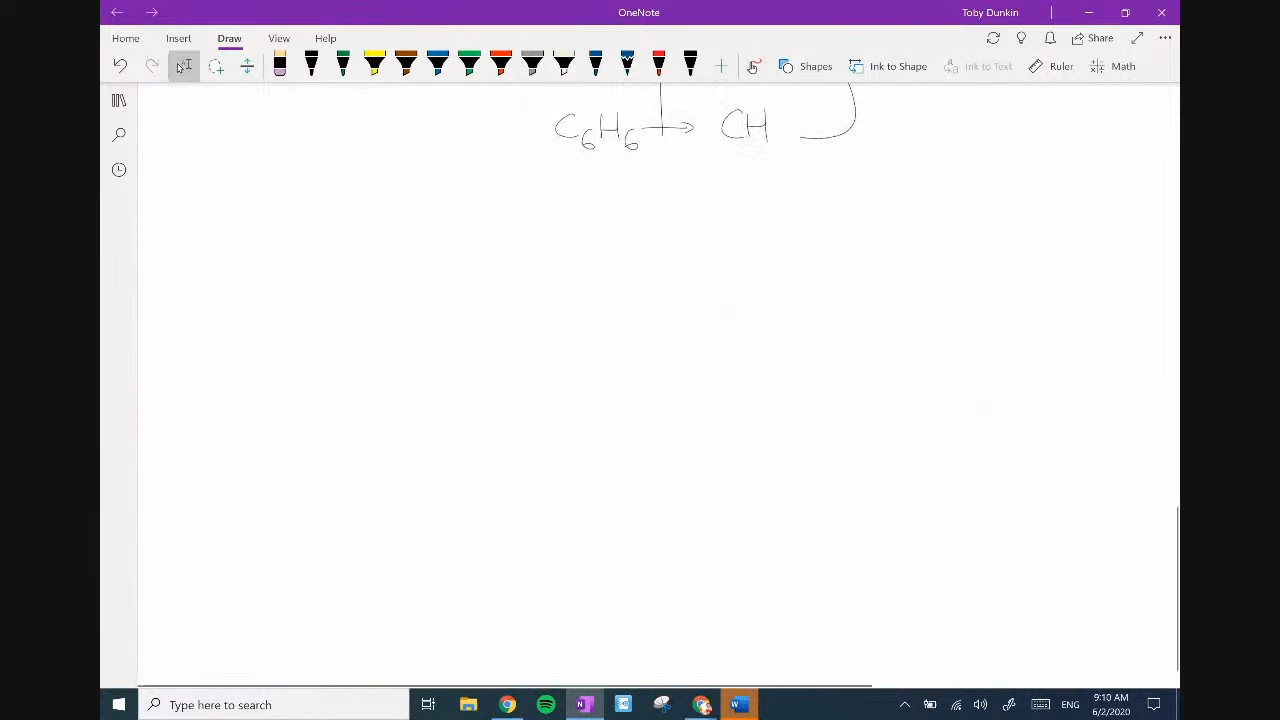 OneNote
Toby Dunkin
Home Insert Draw View Help Share
Shapes Ink to Shape Ink to Text Ruler Math
C6H6 → CH
Type here to search
ENG
9:10 AM
6/2/2020